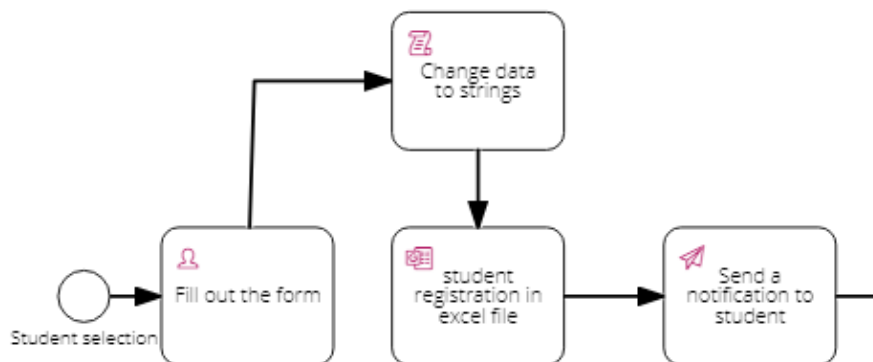 Change data
to strings
Fill out the form
Student selection
student
registration in
excel file
Send a
notification to
student